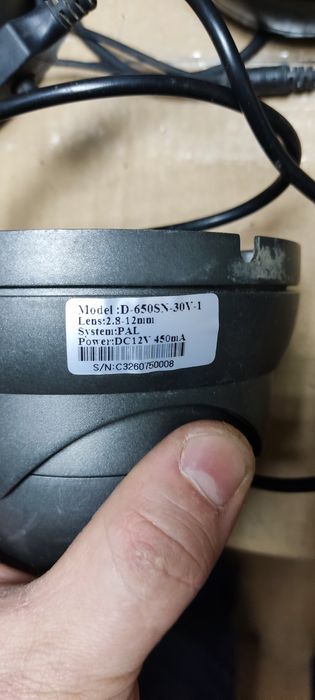 Model :D-650SN-30V-1
Lens:2.8-12mm
System:PAL
Power:DC12V 450mA
S/N:C3260750008